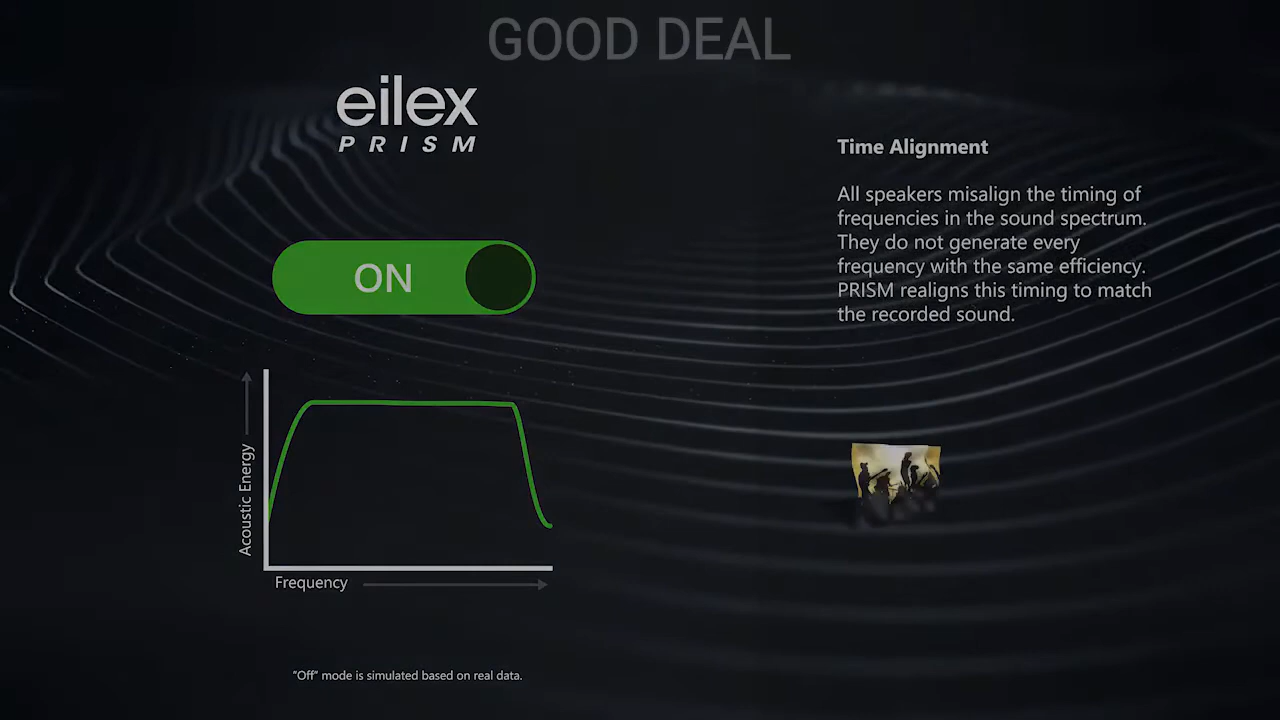 GOOD DEAL
eilex
PRISM
ON
Acoustic Energy
Frequency
"Off" mode is simulated based on real data.
Time Alignment
All speakers misalign the timing of
frequencies in the sound spectrum.
They do not generate every
frequency with the same efficiency.
PRISM realigns this timing to match
the recorded sound.